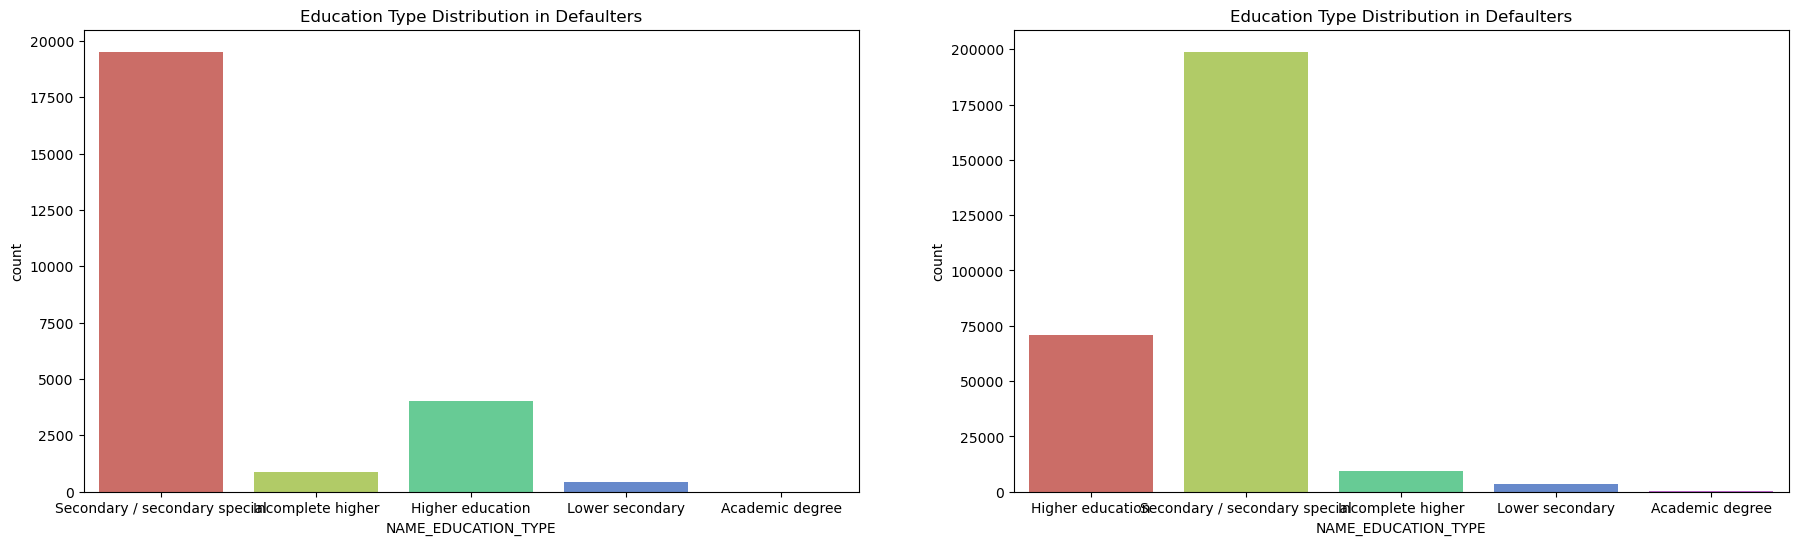 Education Type Distribution in Defaulters
20000
17500
15000
12500
10000
7500
5000
2500
0
count
Secondary / secondary special Incomplete higher Higher education Lower secondary Academic degree
NAME_EDUCATION_TYPE
Education Type Distribution in Defaulters
200000
175000
150000
125000
100000
75000
50000
25000
0
count
Higher education Secondary / secondary special Incomplete higher Lower secondary Academic degree
NAME_EDUCATION_TYPE